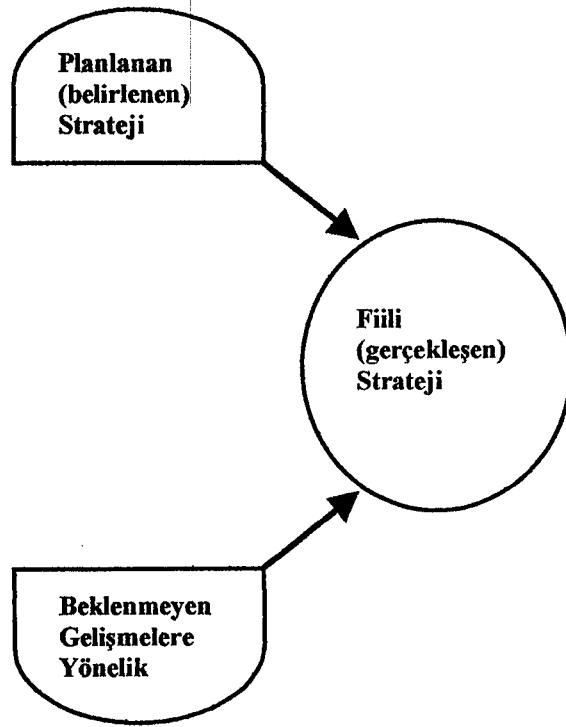 Planlanan
(belirlenen)
Strateji
Fiili
(gerçekleşen)
Strateji
Beklenmeyen
Gelişmelere
Yönelik